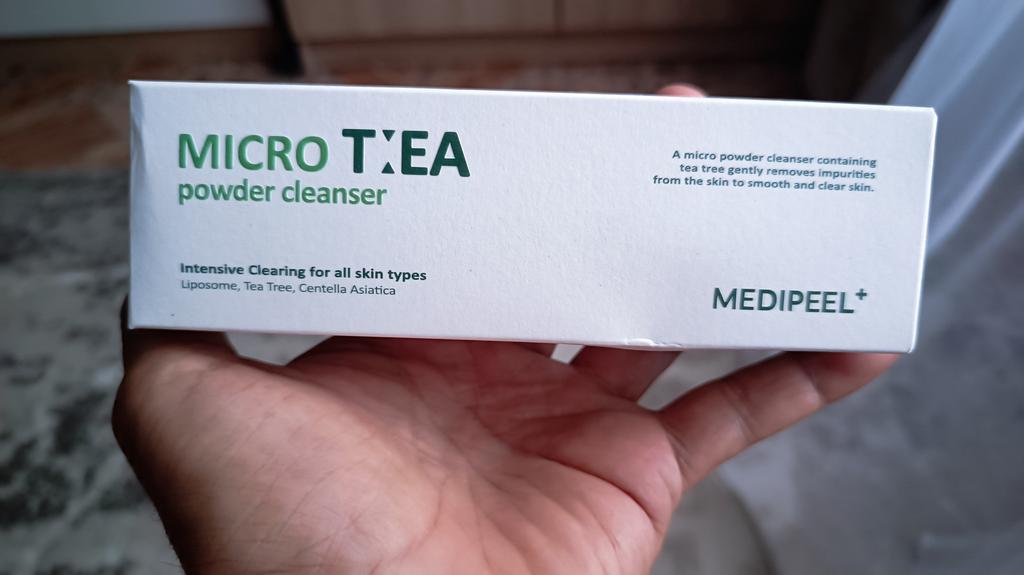 MICRO T:EA
powder cleanser
Intensive Clearing for all skin types
Liposome, Tea Tree, Centella Asiatica
A micro powder cleanser containing
tea tree gently removes impurities
from the skin to smooth and clear skin.
MEDIPEEL+